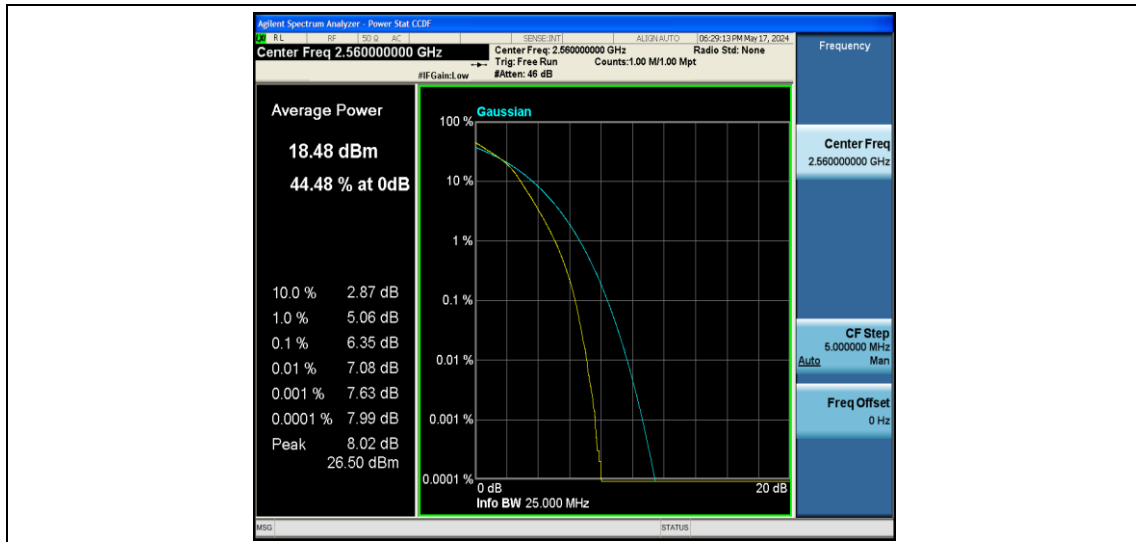 Agilent Spectrum Analyzer - Power Stat CCDF
RL RF 50 Ω AC SENSE:INT ALIGN AUTO 06:29:13 PM May 17, 2024
Center Freq 2.560000000 GHz
Center Freq: 2.560000000 GHz Radio Std: None
Trig: Free Run Counts:1.00 M/1.00 Mpt
#IFGain:Low #Atten: 46 dB
Frequency
Average Power
18.48 dBm
44.48 % at 0dB
10.0 % 2.87 dB
1.0 % 5.06 dB
0.1 % 6.35 dB
0.01 % 7.08 dB
0.001 % 7.63 dB
0.0001 % 7.99 dB
Peak 8.02 dB
26.50 dBm
Gaussian
100 %
10 %
1 %
0.1 %
0.01 %
0.001 %
0.0001 %
0 dB 20 dB
Info BW 25.000 MHz
Center Freq
2.560000000 GHz
CF Step
5.000000 MHz
Auto Man
Freq Offset
0 Hz
MSG STATUS